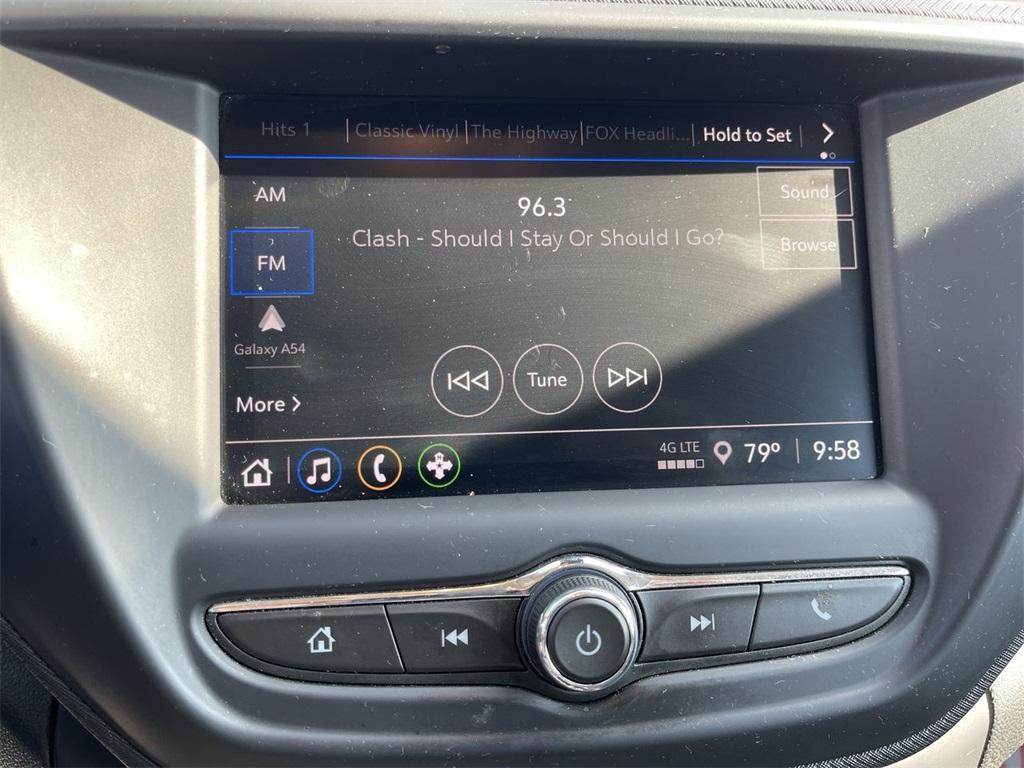 Hits 1 Classic Vinyl The Highway FOX Headli... Hold to Set
AM
96.3
Sound
Clash - Should I Stay Or Should I Go?
Browse
FM
Galaxy A54
Tune
More
4G LTE 79° 9:58